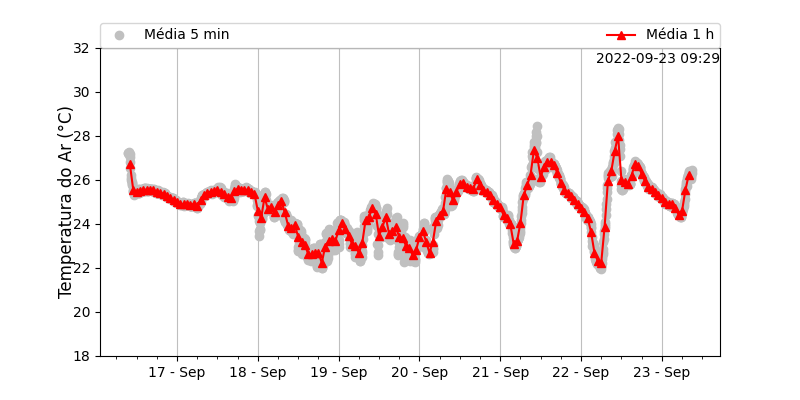 Média 5 min
Média 1 h
2022-09-23 09:29
Temperatura do Ar (°C)
32
30
28
26
24
22
20
18
17 - Sep
18 - Sep
19 - Sep
20 - Sep
21 - Sep
22 - Sep
23 - Sep